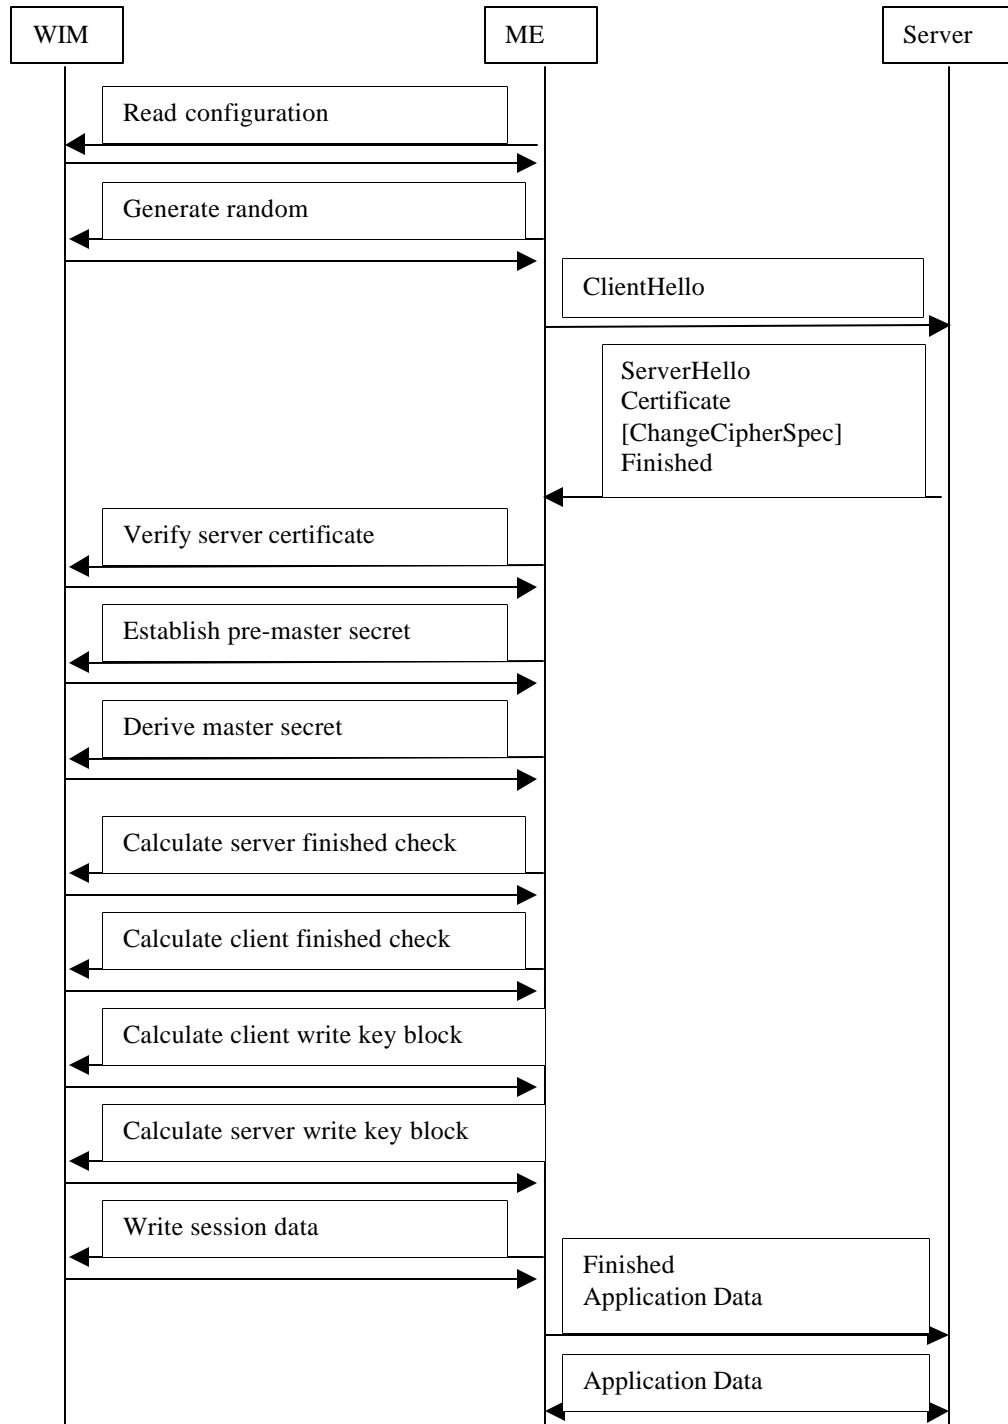 WIM
ME
Server
Read configuration
Generate random
ClientHello
ServerHello
Certificate
[ChangeCipherSpec]
Finished
Verify server certificate
Establish pre-master secret
Derive master secret
Calculate server finished check
Calculate client finished check
Calculate client write key block
Calculate server write key block
Write session data
Finished
Application Data
Application Data